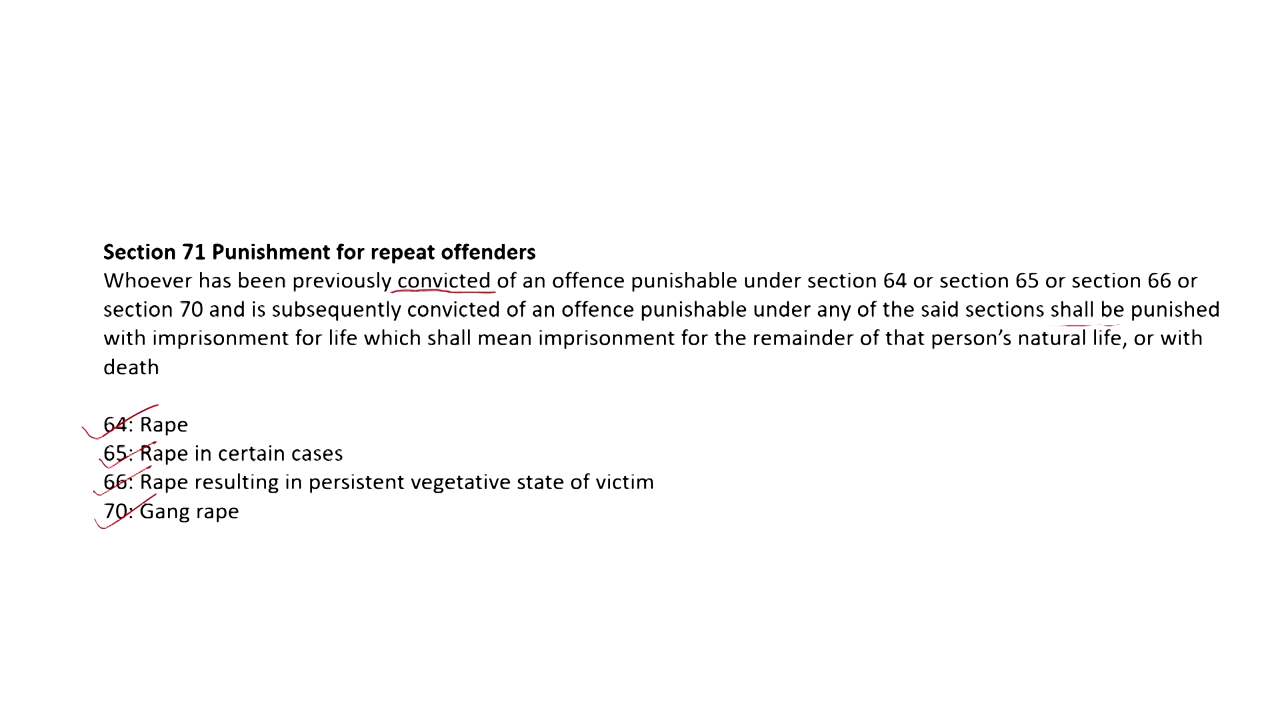 Section 71 Punishment for repeat offenders
Whoever has been previously convicted of an offence punishable under section 64 or section 65 or section 66 or
section 70 and is subsequently convicted of an offence punishable under any of the said sections shall be punished
with imprisonment for life which shall mean imprisonment for the remainder of that person’s natural life, or with
death
64: Rape
65: Rape in certain cases
66: Rape resulting in persistent vegetative state of victim
70: Gang rape